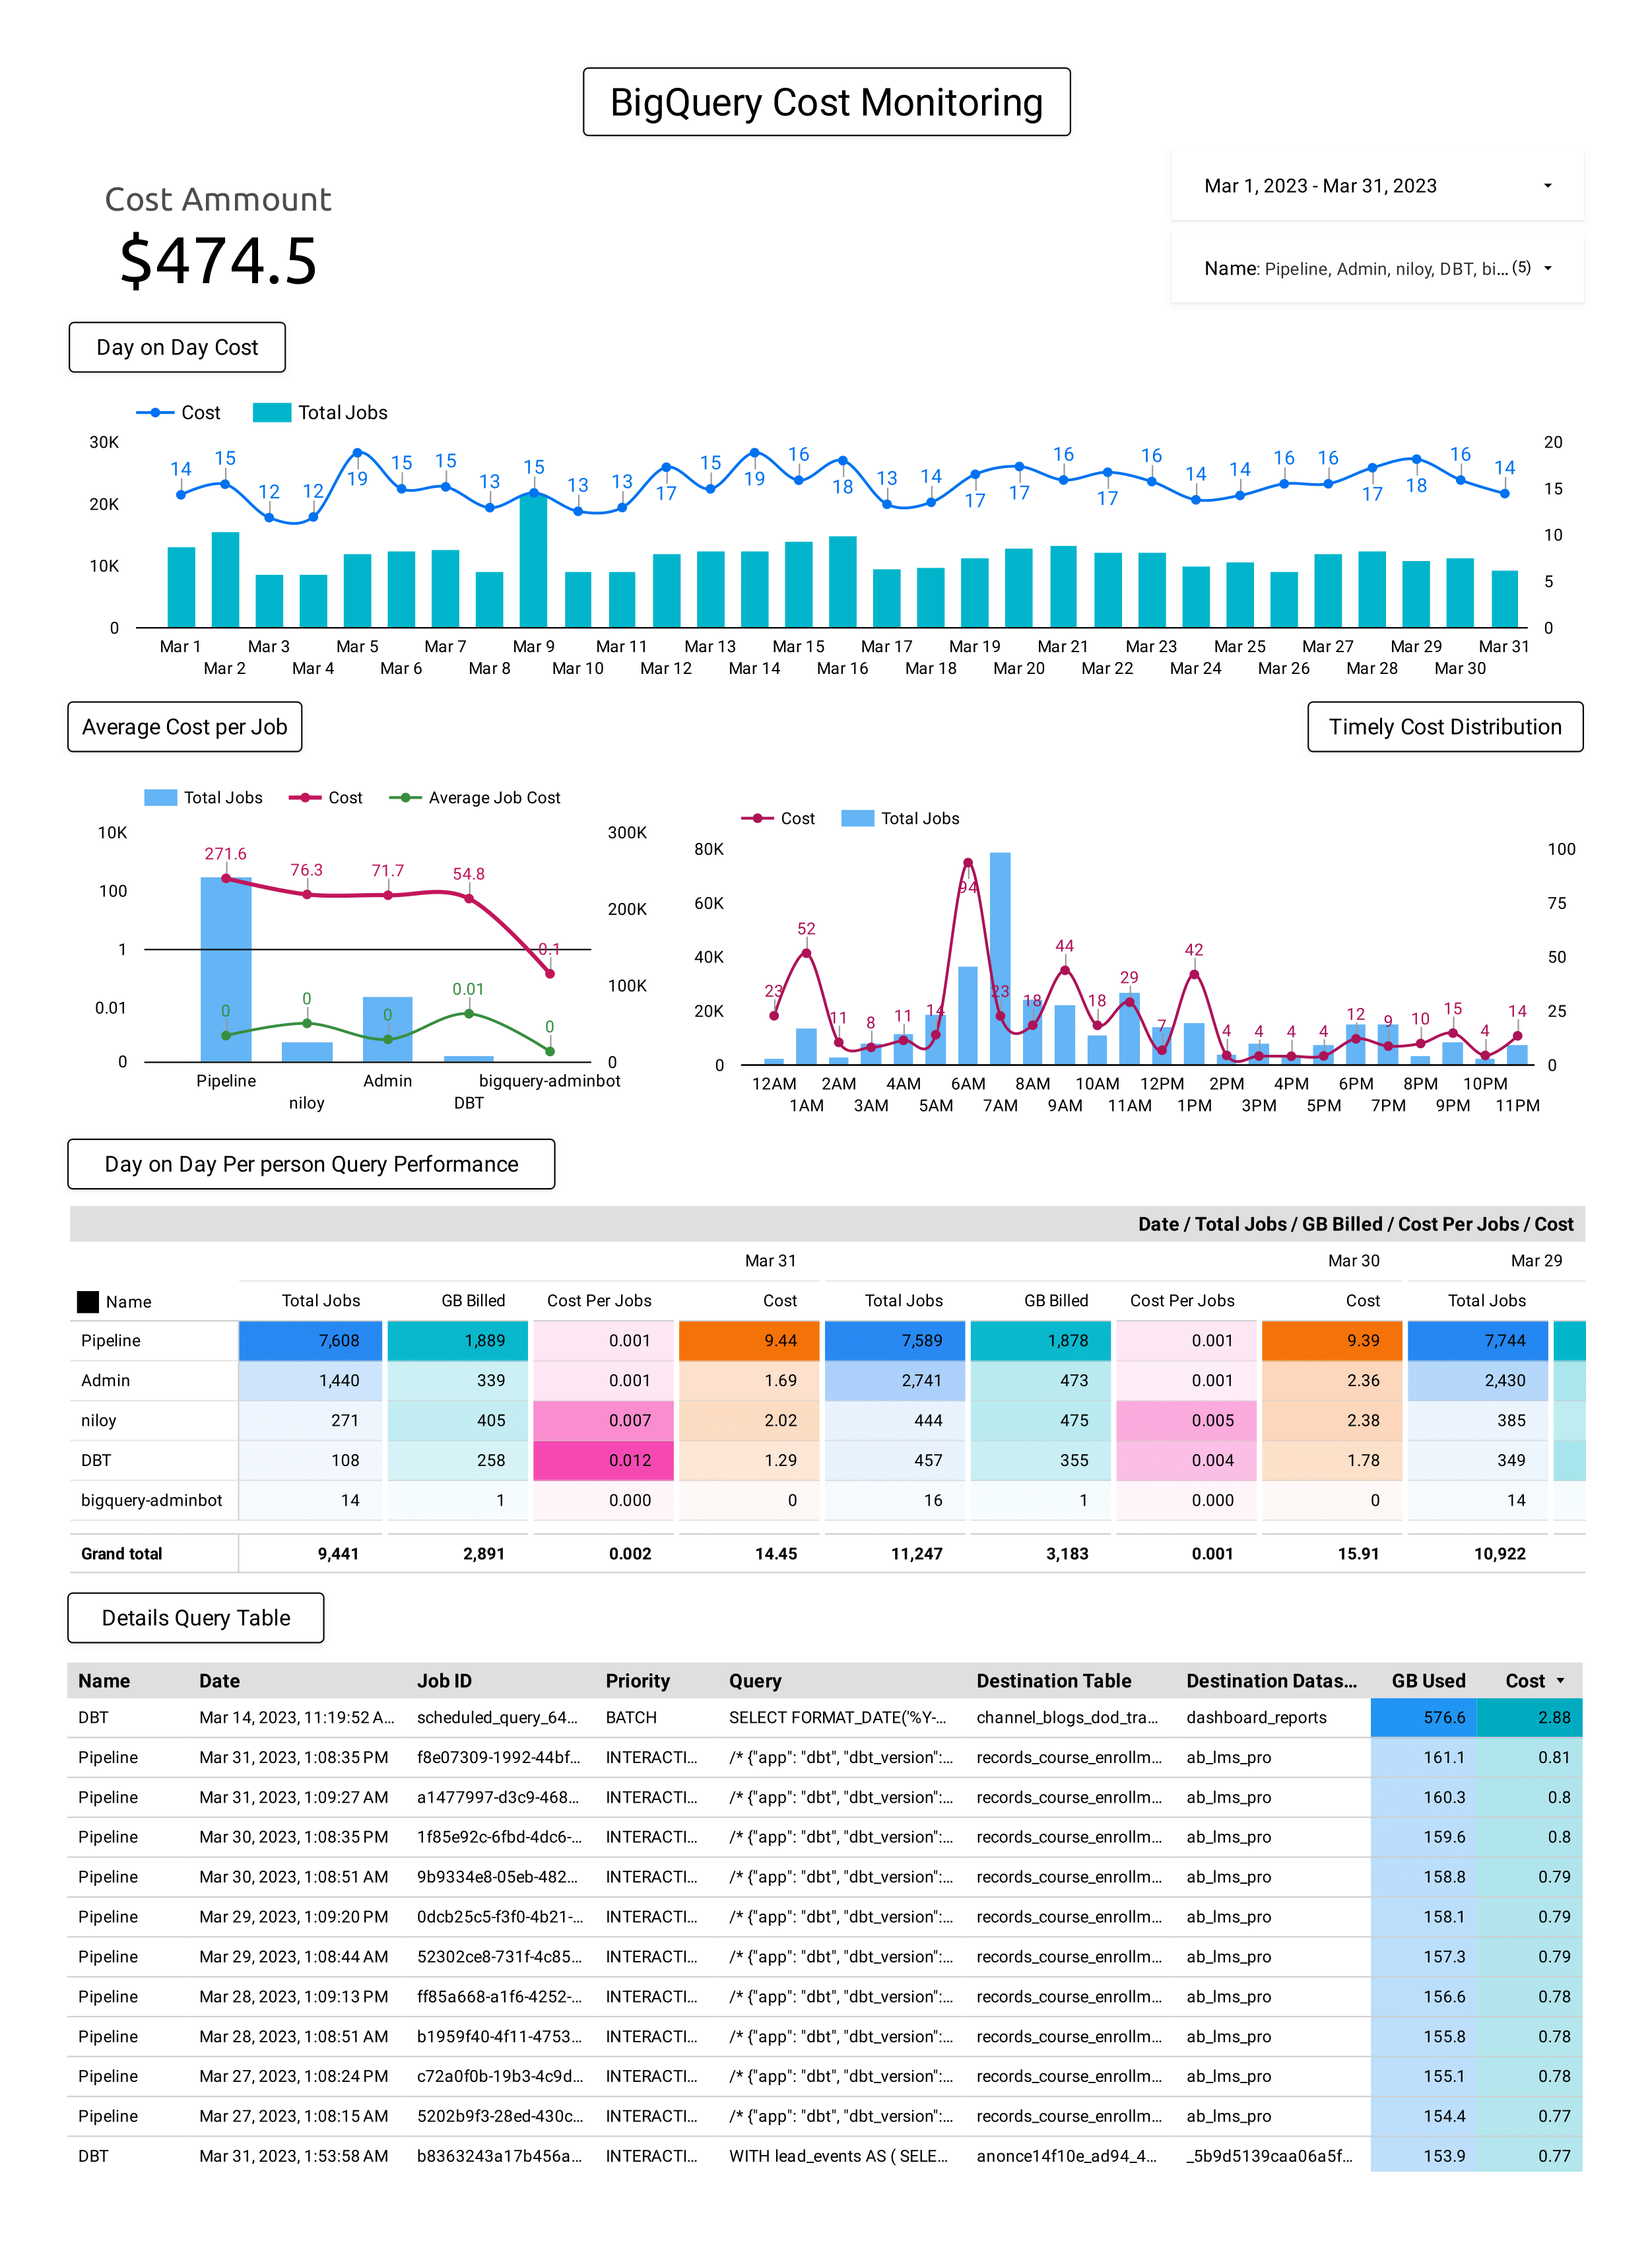 BigQuery Cost Monitoring
Cost Ammount
$474.5
Mar 1, 2023 - Mar 31, 2023
Name: Pipeline, Admin, niloy, DBT, bi... (5)
Day on Day Cost
Cost Total Jobs
30K 20
20K 15
10K 10
5
0 0
14 15 12 12 19 15 15 13 15 13 13 17 15 19 16 18 13 14 17 17 16 17 16 14 14 16 16 17 18 16 14
Mar 1 Mar 3 Mar 5 Mar 7 Mar 9 Mar 11 Mar 13 Mar 15 Mar 17 Mar 19 Mar 21 Mar 23 Mar 25 Mar 27 Mar 29 Mar 31
Mar 2 Mar 4 Mar 6 Mar 8 Mar 10 Mar 12 Mar 14 Mar 16 Mar 18 Mar 20 Mar 22 Mar 24 Mar 26 Mar 28 Mar 30
Average Cost per Job
Total Jobs Cost Average Job Cost
10K 300K
100 200K
1
0.01 100K
0 0
271.6 76.3 71.7 54.8 0.1
0 0 0 0.01 0
Pipeline Admin bigquery-adminbot
niloy DBT
Timely Cost Distribution
Cost Total Jobs
80K 100
60K 75
40K 50
20K 25
0 0
23 52 11 8 11 14 94 23 18 44 18 29 7 42 4 4 4 4 12 9 10 15 4 14
12AM 2AM 4AM 6AM 8AM 10AM 12PM 2PM 4PM 6PM 8PM 10PM
1AM 3AM 5AM 7AM 9AM 11AM 1PM 3PM 5PM 7PM 9PM 11PM
Day on Day Per person Query Performance
Date / Total Jobs / GB Billed / Cost Per Jobs / Cost
Mar 31 Mar 30 Mar 29
Name Total Jobs GB Billed Cost Per Jobs Cost Total Jobs GB Billed Cost Per Jobs Cost Total Jobs
Pipeline 7,608 1,889 0.001 9.44 7,589 1,878 0.001 9.39 7,744
Admin 1,440 339 0.001 1.69 2,741 473 0.001 2.36 2,430
niloy 271 405 0.007 2.02 444 475 0.005 2.38 385
DBT 108 258 0.012 1.29 457 355 0.004 1.78 349
bigquery-adminbot 14 1 0.000 0 16 1 0.000 0 14
Grand total 9,441 2,891 0.002 14.45 11,247 3,183 0.001 15.91 10,922
Details Query Table
Name Date Job ID Priority Query Destination Table Destination Datas... GB Used Cost
DBT Mar 14, 2023, 11:19:52 A... scheduled_query_64... BATCH SELECT FORMAT_DATE('%Y-... channel_blogs_dod_tra... dashboard_reports 576.6 2.88
Pipeline Mar 31, 2023, 1:08:35 PM f8e07309-1992-44bf... INTERACTI... /* {"app": "dbt", "dbt_version":... records_course_enrollm... ab_lms_pro 161.1 0.81
Pipeline Mar 31, 2023, 1:09:27 AM a1477997-d3c9-468... INTERACTI... /* {"app": "dbt", "dbt_version":... records_course_enrollm... ab_lms_pro 160.3 0.8
Pipeline Mar 30, 2023, 1:08:35 PM 1f85e92c-6fbd-4dc6-... INTERACTI... /* {"app": "dbt", "dbt_version":... records_course_enrollm... ab_lms_pro 159.6 0.8
Pipeline Mar 30, 2023, 1:08:51 AM 9b9334e8-05eb-482... INTERACTI... /* {"app": "dbt", "dbt_version":... records_course_enrollm... ab_lms_pro 158.8 0.79
Pipeline Mar 29, 2023, 1:09:20 PM 0dcb25c5-f3f0-4b21-... INTERACTI... /* {"app": "dbt", "dbt_version":... records_course_enrollm... ab_lms_pro 158.1 0.79
Pipeline Mar 29, 2023, 1:08:44 AM 52302ce8-731f-4c85... INTERACTI... /* {"app": "dbt", "dbt_version":... records_course_enrollm... ab_lms_pro 157.3 0.79
Pipeline Mar 28, 2023, 1:09:13 PM ff85a668-a1f6-4252-... INTERACTI... /* {"app": "dbt", "dbt_version":... records_course_enrollm... ab_lms_pro 156.6 0.78
Pipeline Mar 28, 2023, 1:08:51 AM b1959f40-4f11-4753... INTERACTI... /* {"app": "dbt", "dbt_version":... records_course_enrollm... ab_lms_pro 155.8 0.78
Pipeline Mar 27, 2023, 1:08:24 PM c72a0f0b-19b3-4c9d... INTERACTI... /* {"app": "dbt", "dbt_version":... records_course_enrollm... ab_lms_pro 155.1 0.78
Pipeline Mar 27, 2023, 1:08:15 AM 5202b9f3-28ed-430c... INTERACTI... /* {"app": "dbt", "dbt_version":... records_course_enrollm... ab_lms_pro 154.4 0.77
DBT Mar 31, 2023, 1:53:58 AM b8363243a17b456a... INTERACTI... WITH lead_events AS ( SELE... anonce14f10e_ad94_4... _5b9d5139caa06a5f... 153.9 0.77